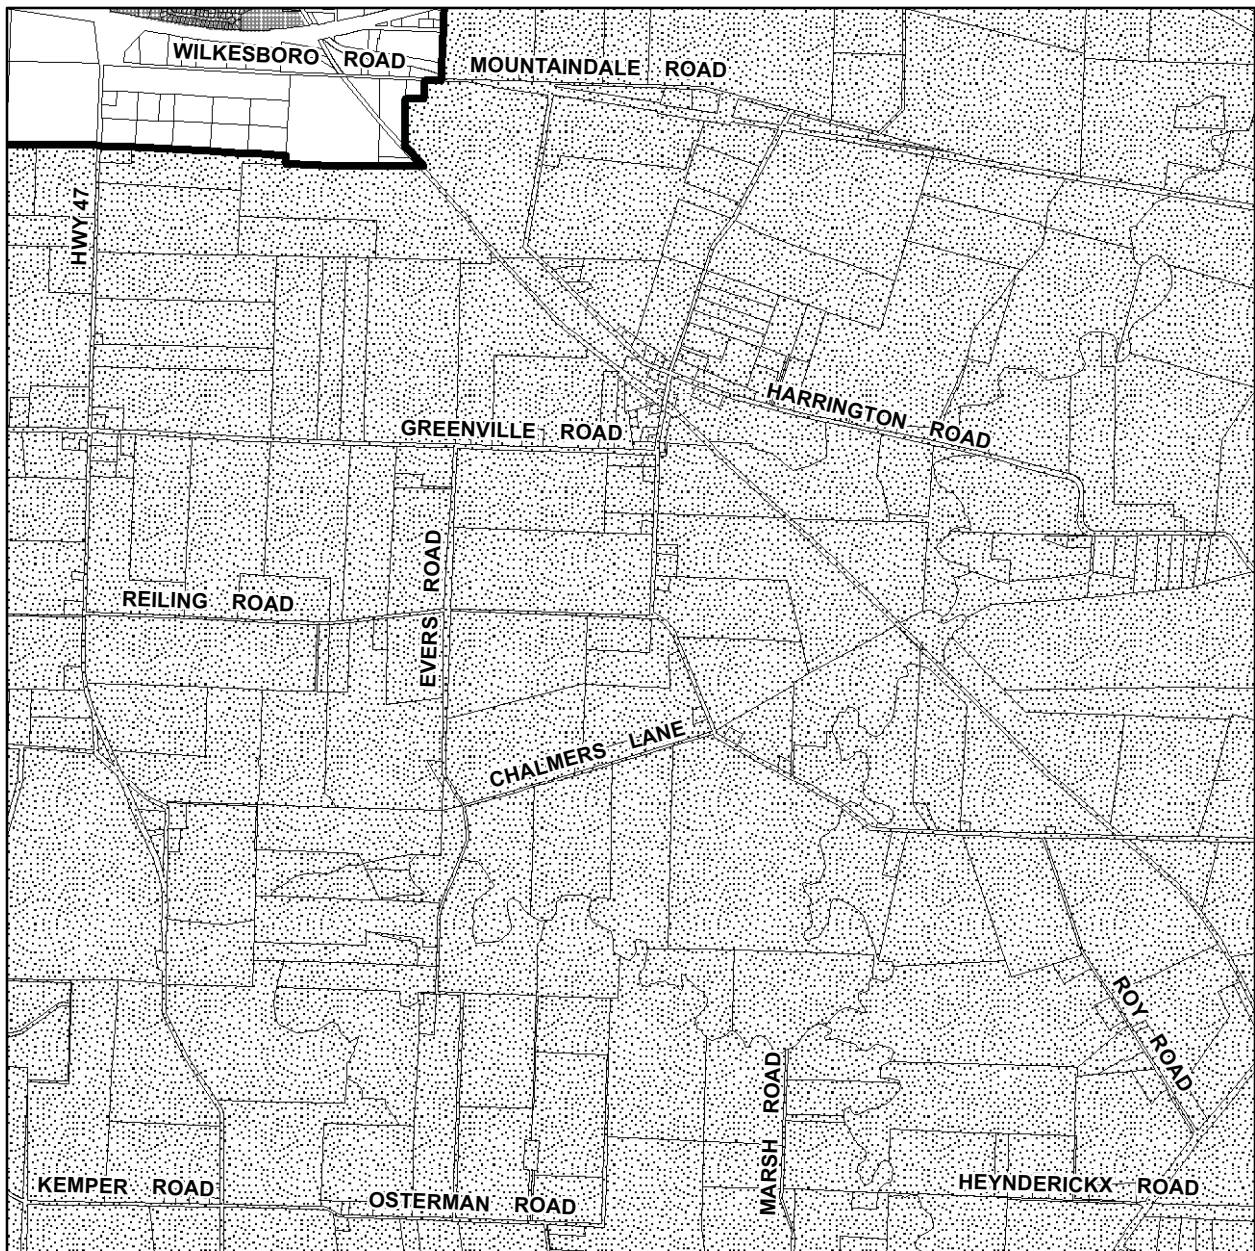 WILKESBORO ROAD
MOUNTAINDALE ROAD
HWY 47
HARRINGTON ROAD
GREENVILLE ROAD
EVERS ROAD
REILING ROAD
CHALMERS LANE
ROY ROAD
MARSH ROAD
KEMPER ROAD
OSTERMAN ROAD
HEYNDERICKX ROAD